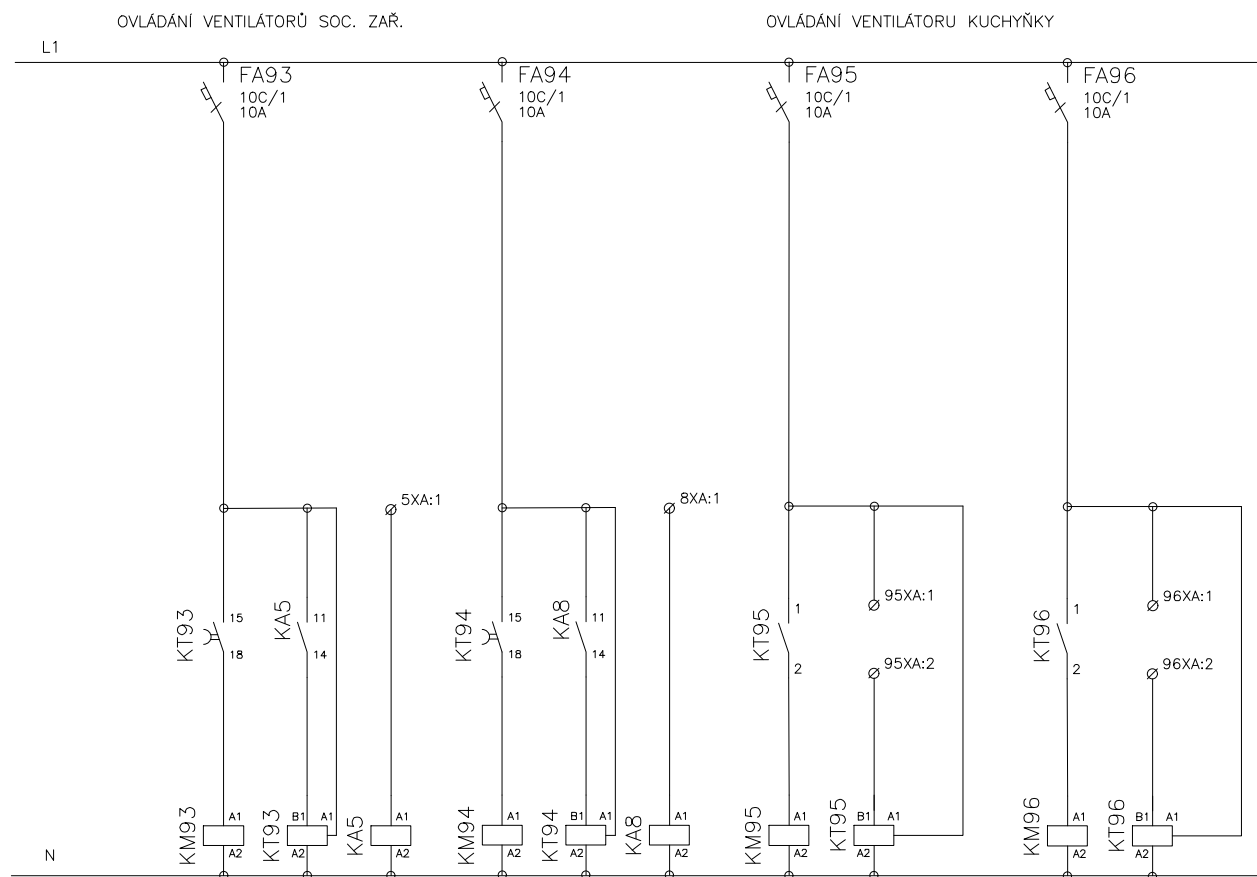 OVLÁDÁNÍ VENTILÁTORŮ SOC. ZAŘ.
OVLÁDÁNÍ VENTILÁTORU KUCHYŇKY
L1
FA93
10C/1
10A
FA94
10C/1
10A
FA95
10C/1
10A
FA96
10C/1
10A
5XA:1
8XA:1
KT93
15
18
KA5
11
14
KT94
15
18
KA8
11
14
KT95
1
2
95XA:1
95XA:2
KT96
1
2
96XA:1
96XA:2
KM93
A1
A2
KT93
B1
A1
A2
KA5
A1
A2
KM94
A1
A2
KT94
B1
A1
A2
KA8
A1
A2
KM95
A1
A2
KT95
B1
A1
A2
KM96
A1
A2
KT96
B1
A1
A2
N